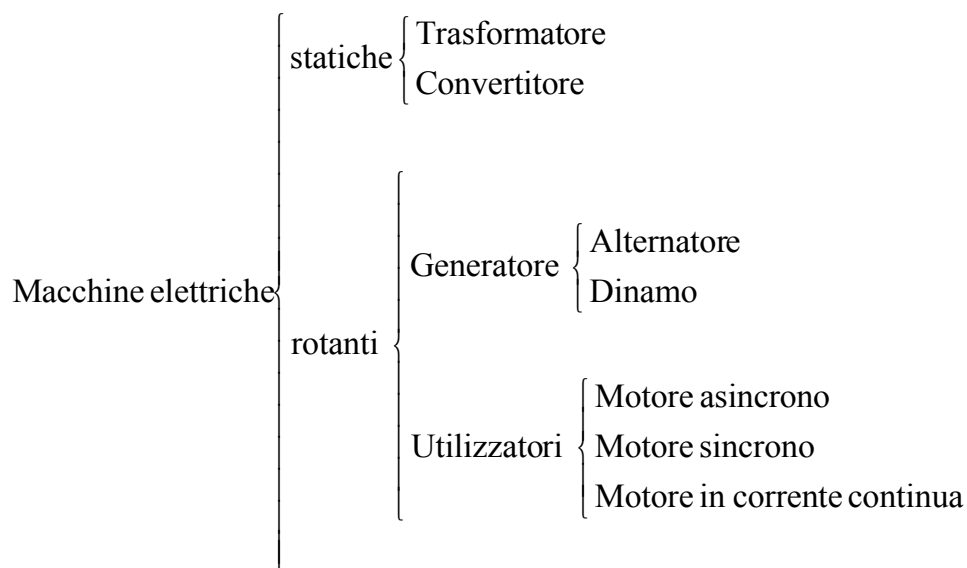 Macchine elettriche
statiche
Trasformatore
Convertitore
rotanti
Generatore
Alternatore
Dinamo
Utilizzatori
Motore asincrono
Motore sincrono
Motore in corrente continua